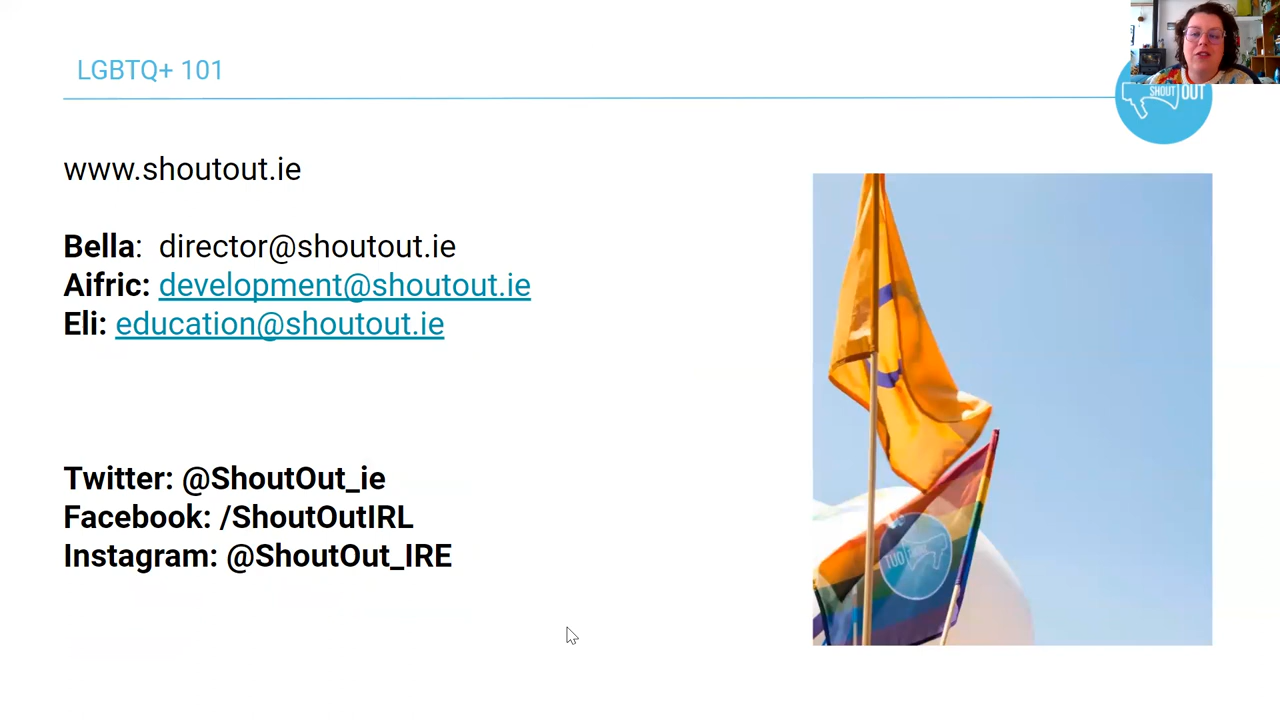 LGBTQ+ 101
SHOUT OUT
www.shoutout.ie
Bella: director@shoutout.ie
Aifric: development@shoutout.ie
Eli: education@shoutout.ie
Twitter: @ShoutOut_ie
Facebook: /ShoutOutIRL
Instagram: @ShoutOut_IRE